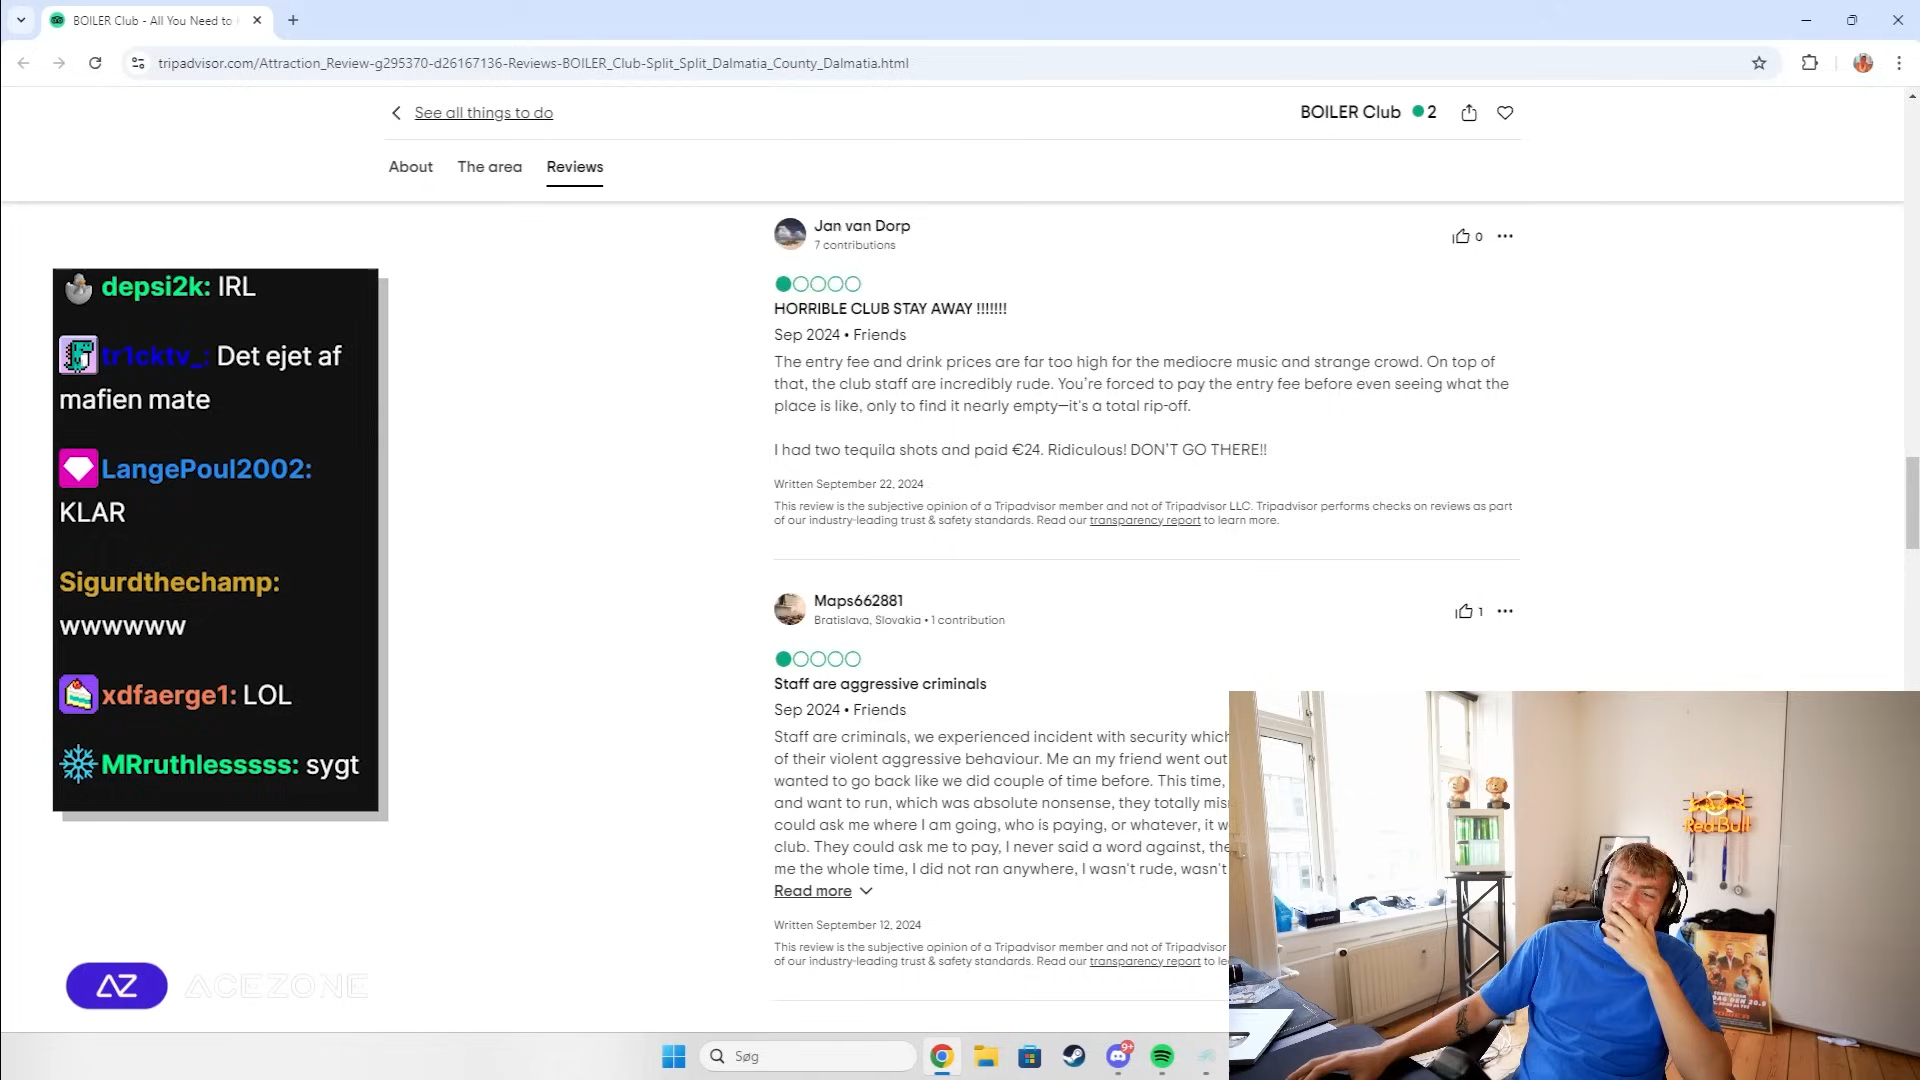 BOILER Club - All You Need to
tripadvisor.com/Attraction_Review-g295370-d26167136-Reviews-BOILER_Club-Split_Split_Dalmatia_County_Dalmatia.html
See all things to do
BOILER Club 2
About The area Reviews
Jan van Dorp
7 contributions
0
HORRIBLE CLUB STAY AWAY !!!!!!!
Sep 2024 • Friends
The entry fee and drink prices are far too high for the mediocre music and strange crowd. On top of
that, the club staff are incredibly rude. You’re forced to pay the entry fee before even seeing what the
place is like, only to find it nearly empty—it's a total rip-off.
I had two tequila shots and paid €24. Ridiculous! DON’T GO THERE!!
Written September 22, 2024
This review is the subjective opinion of a Tripadvisor member and not of Tripadvisor LLC. Tripadvisor performs checks on reviews as part
of our industry-leading trust & safety standards. Read our transparency report to learn more.
Maps662881
Bratislava, Slovakia • 1 contribution
1
Staff are aggressive criminals
Sep 2024 • Friends
Staff are criminals, we experienced incident with security which
of their violent aggressive behaviour. Me an my friend went out
wanted to go back like we did couple of time before. This time,
and want to run, which was absolute nonsense, they totally
could ask me where I am going, who is paying, or whatever, it
club. They could ask me to pay, I never said a word against,
me the whole time, I did not ran anywhere, I wasn't rude, wasn't
Read more
Written September 12, 2024
This review is the subjective opinion of a Tripadvisor member and not of Tripadvisor
of our industry-leading trust & safety standards. Read our transparency report to
depsi2k: IRL
tr1cktv_: Det ejet af
mafien mate
LangePoul2002:
KLAR
Sigurdthechamp:
wwwwww
xdfaerge1: LOL
MRruthlesssss: sygt
AZ ACEZONE
Søg
9+
Red Bull